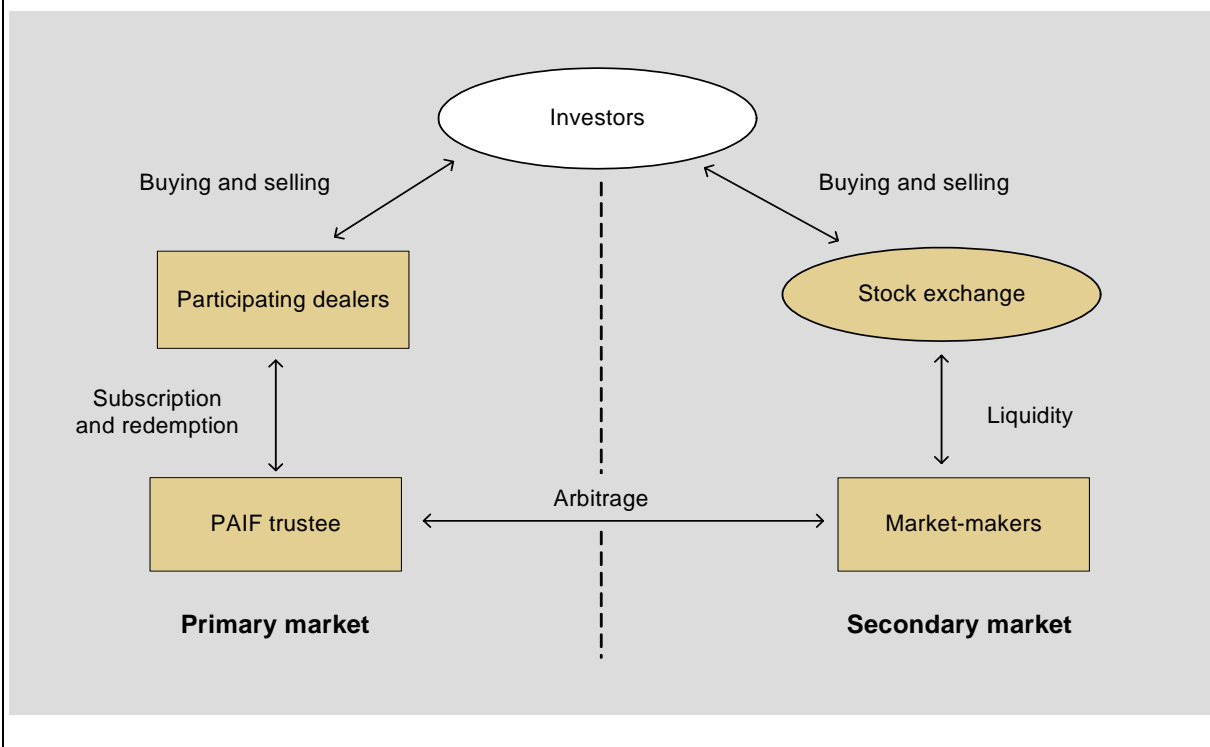 Investors
Buying and selling
Buying and selling
Participating dealers
Stock exchange
Subscription
and redemption
Liquidity
Arbitrage
PAIF trustee
Market-makers
Primary market
Secondary market